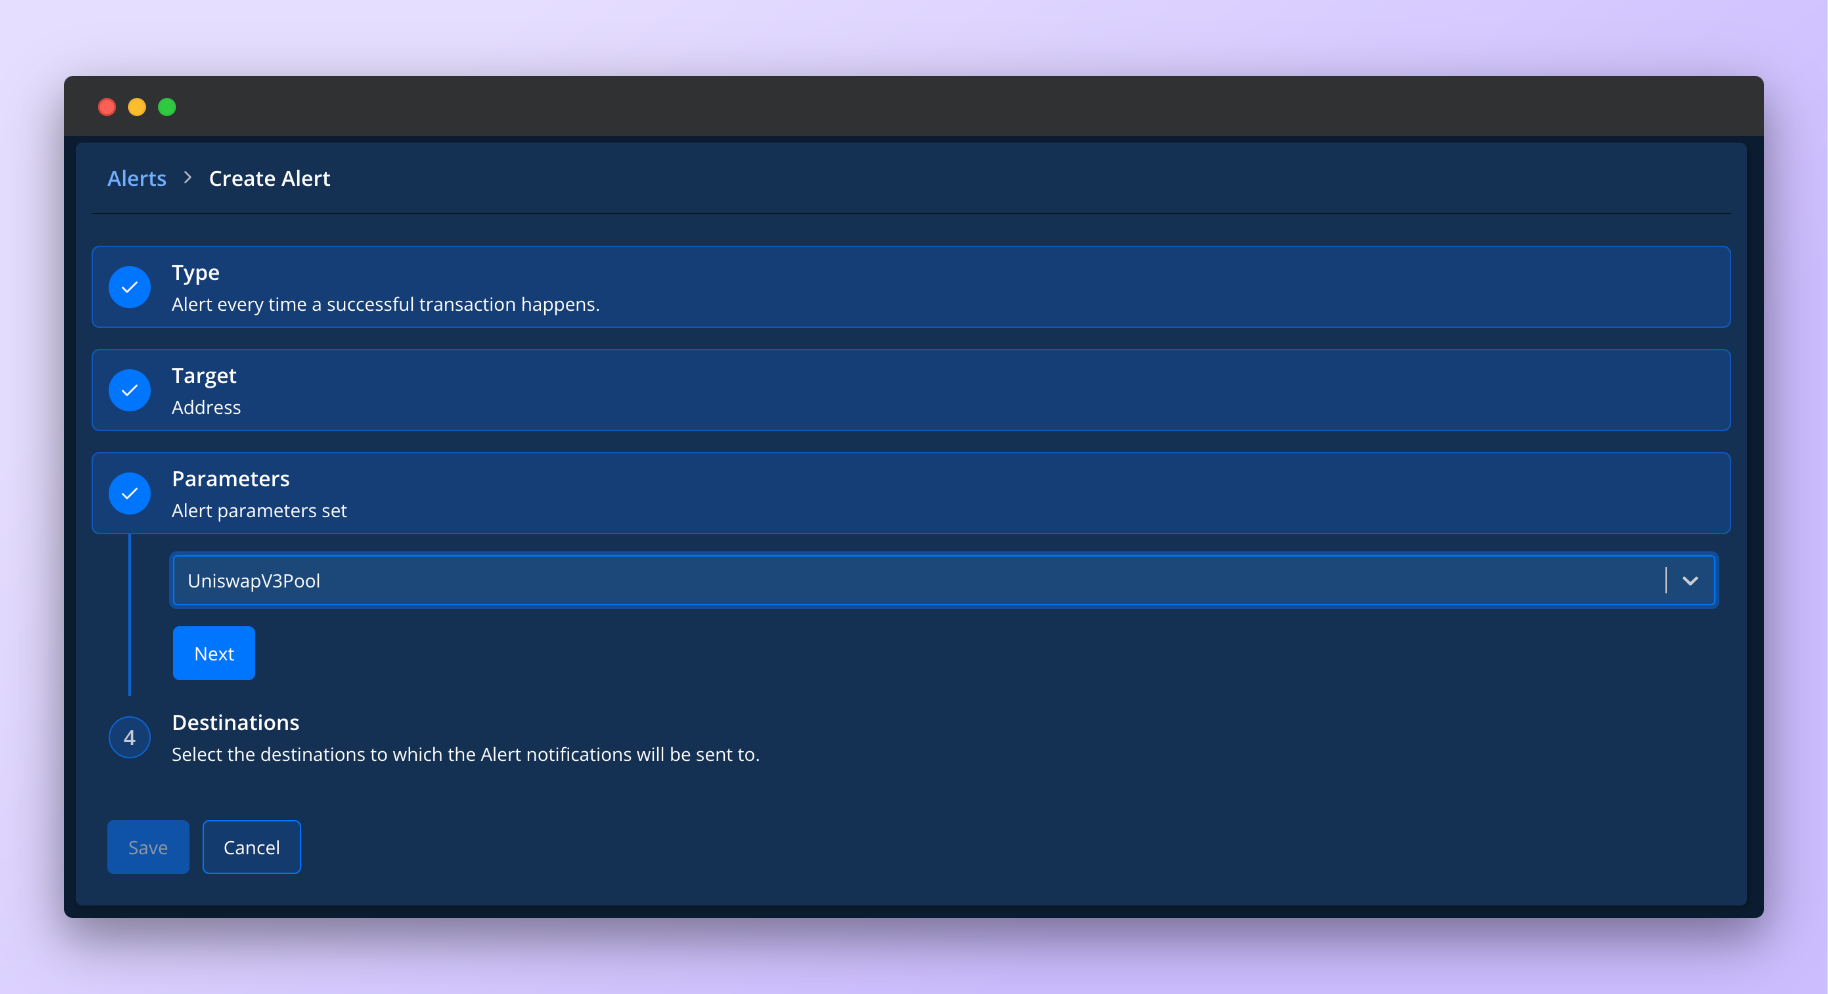 Alerts > Create Alert
Type
Alert every time a successful transaction happens.
Target
Address
Parameters
Alert parameters set
UniswapV3Pool
Next
4
Destinations
Select the destinations to which the Alert notifications will be sent to.
Save Cancel